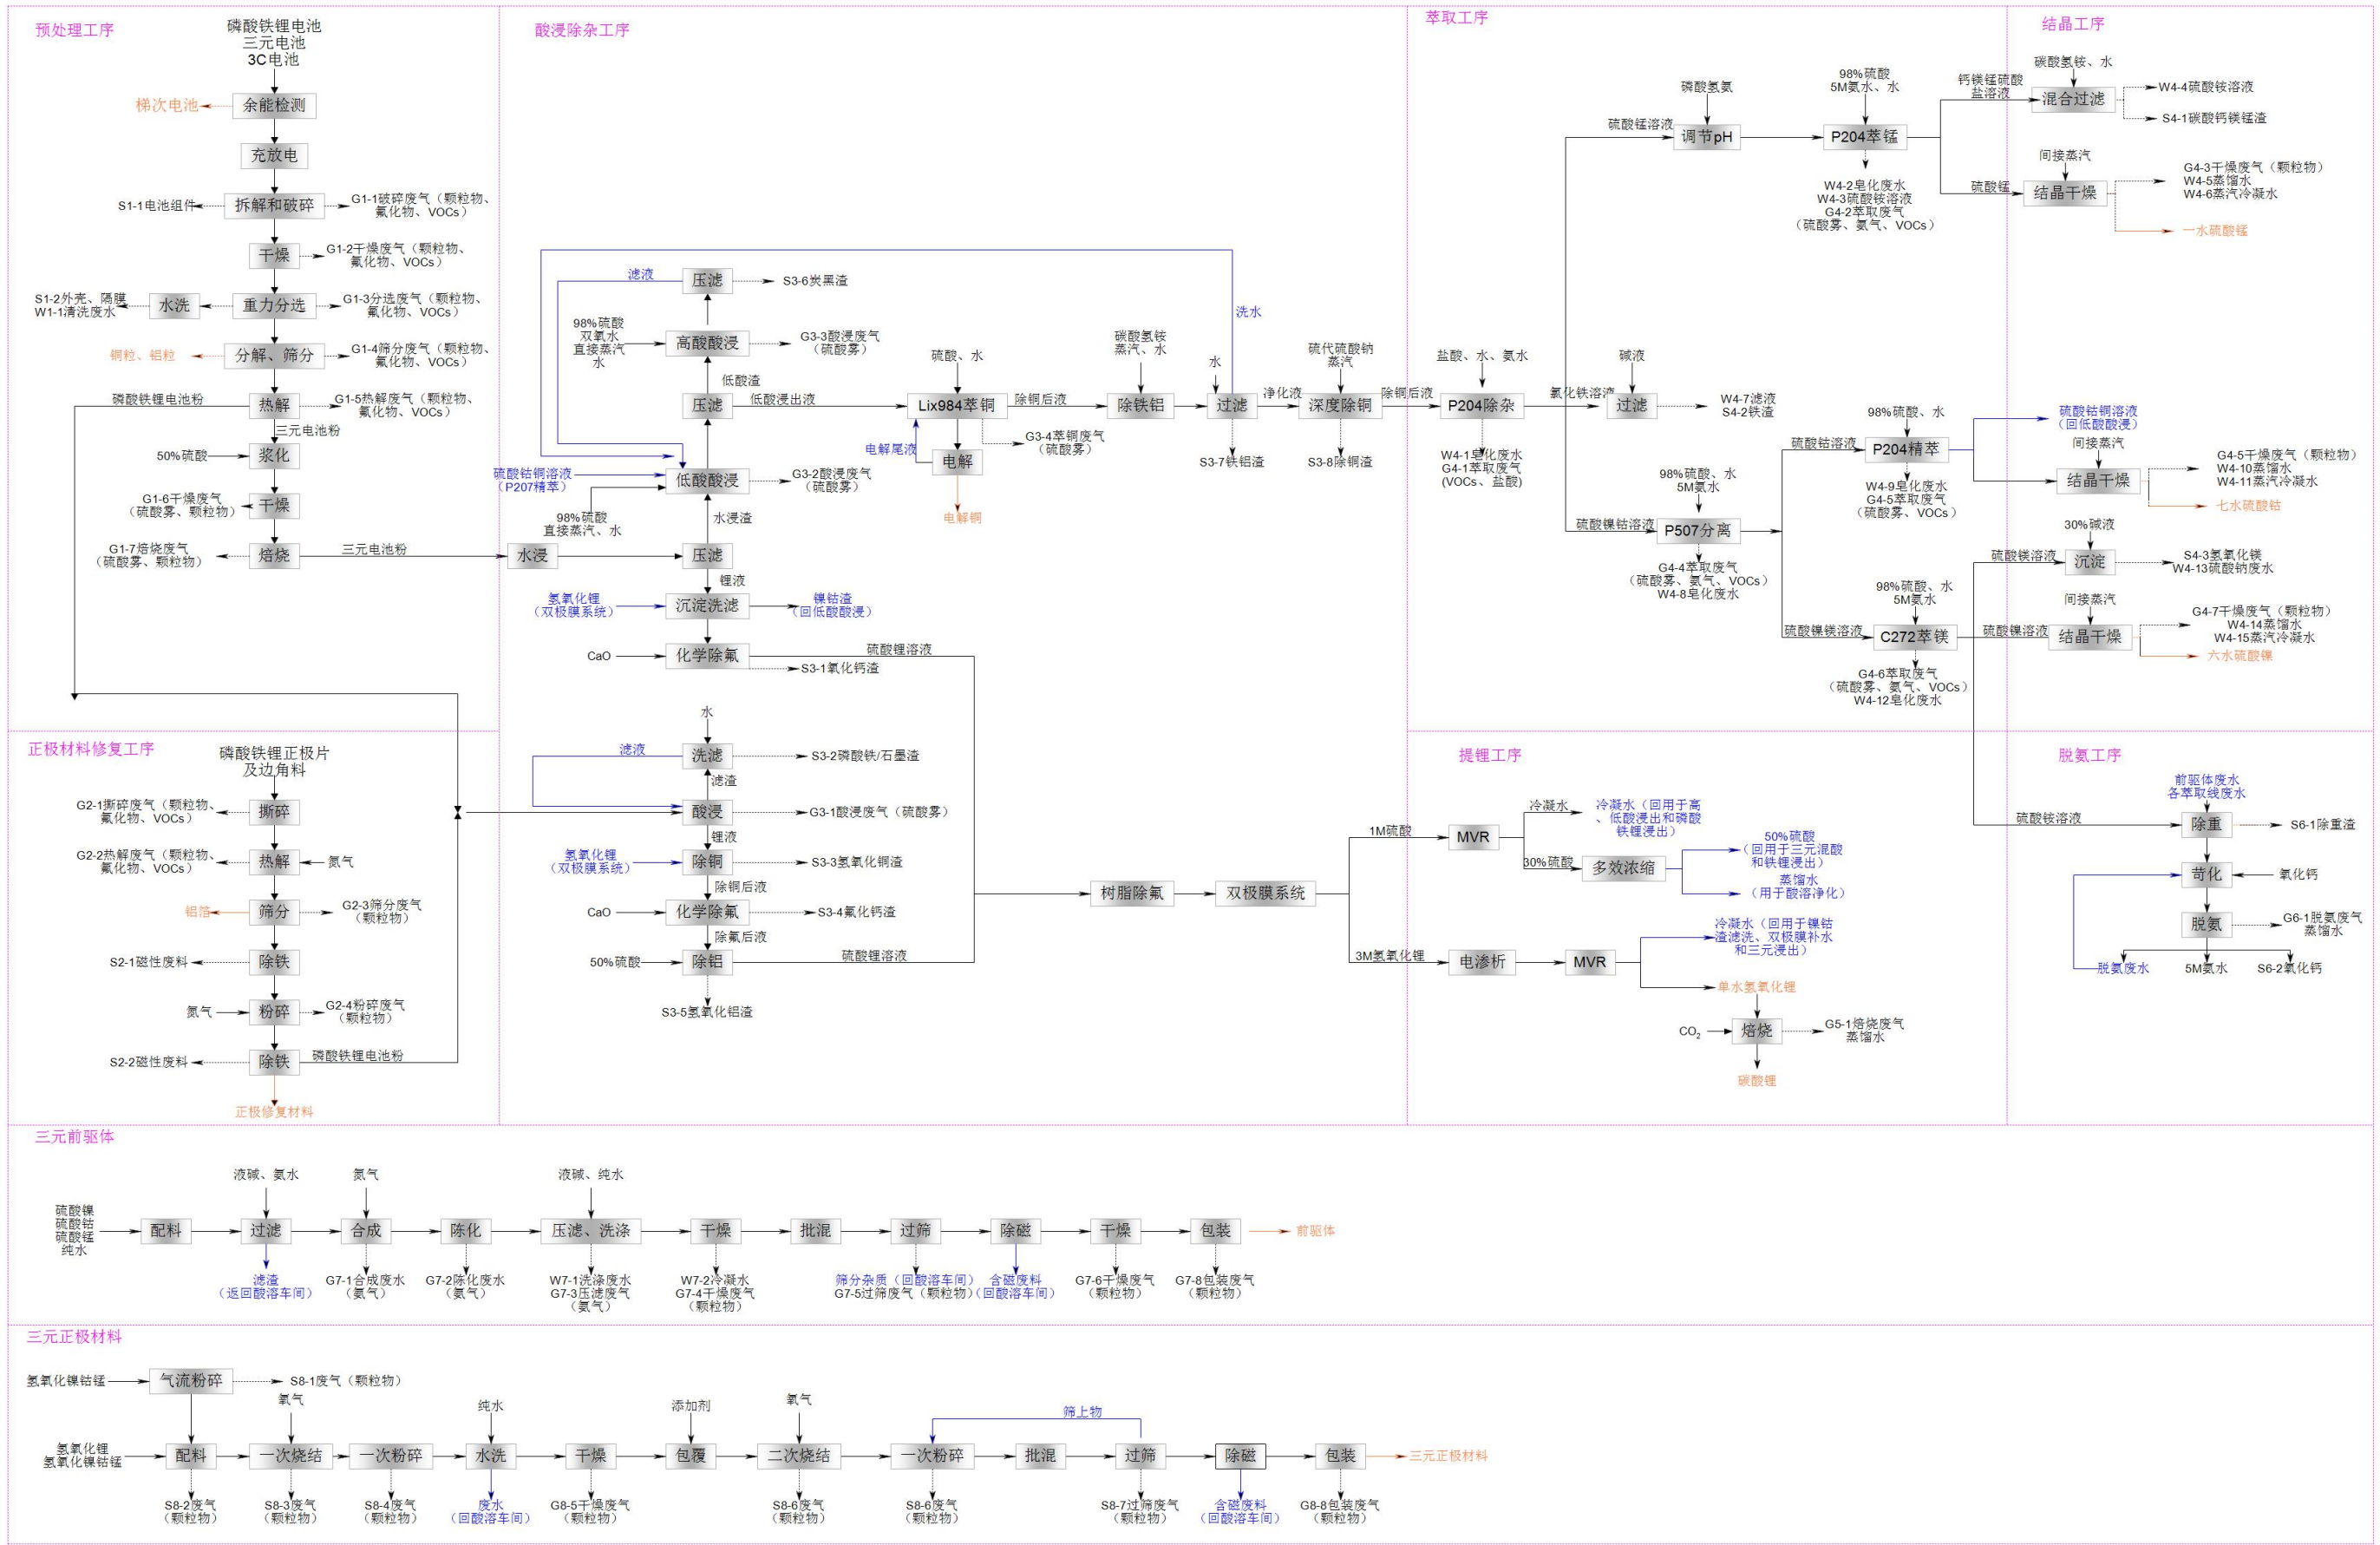 预处理工序
磷酸铁锂电池
三元电池
3C电池
梯次电池
余能检测
充放电
S1-1电池组件
拆解和破碎
G1-1破碎废气（颗粒物、
氟化物、VOCs）
干燥
G1-2干燥废气（颗粒物、
氟化物、VOCs）
S1-2外壳、隔膜
W1-1清洗废水
水洗
重力分选
G1-3分选废气（颗粒物、
氟化物、VOCs）
铜粒、铝粒
分解、筛分
G1-4筛分废气（颗粒物、
氟化物、VOCs）
磷酸铁锂电池粉
热解
G1-5热解废气（颗粒物、
氟化物、VOCs）
三元电池粉
50%硫酸
浆化
G1-6干燥废气
（硫酸雾、颗粒物）
干燥
G1-7焙烧废气
（硫酸雾、颗粒物）
焙烧
三元电池粉
正极材料修复工序
磷酸铁锂正极片
及边角料
G2-1撕碎废气（颗粒物、
氟化物、VOCs）
撕碎
G2-2热解废气（颗粒物、
氟化物、VOCs）
热解
氮气
铝箔
筛分
G2-3筛分废气
（颗粒物）
S2-1磁性废料
除铁
氮气
粉碎
G2-4粉碎废气
（颗粒物）
S2-2磁性废料
除铁
磷酸铁锂电池粉
正极修复材料
酸浸除杂工序
滤液
压滤
S3-6炭黑渣
98%硫酸
双氧水
直接蒸汽
水
高酸酸浸
G3-3酸浸废气
（硫酸雾）
低酸渣
压滤
低酸浸出液
硫酸、水
Lix984萃铜
除铜后液
G3-4萃铜废气
（硫酸雾）
电解尾液
电解
电解铜
碳酸氢铵
蒸汽、水
除铁铝
水
洗水
过滤
S3-7铁铝渣
净化液
硫代硫酸钠
蒸汽
深度除铜
除铜后液
S3-8除铜渣
硫酸钴铜溶液
（P207精萃）
低酸酸浸
G3-2酸浸废气
（硫酸雾）
98%硫酸
直接蒸汽、水
水浸渣
水浸
压滤
锂液
氢氧化锂
（双极膜系统）
沉淀洗滤
镍钴渣
（回低酸酸浸）
CaO
化学除氟
硫酸锂溶液
S3-1氧化钙渣
水
滤液
洗滤
S3-2磷酸铁/石墨渣
滤渣
酸浸
G3-1酸浸废气（硫酸雾）
锂液
氢氧化锂
（双极膜系统）
除铜
S3-3氢氧化铜渣
除铜后液
CaO
化学除氟
S3-4氟化钙渣
除氟后液
50%硫酸
除铝
硫酸锂溶液
S3-5氢氧化铝渣
树脂除氟
双极膜系统
萃取工序
磷酸氢氨
硫酸锰溶液
调节pH
98%硫酸
5M氨水、水
P204萃锰
W4-2皂化废水
W4-3硫酸铵溶液
G4-2萃取废气
（硫酸雾、氨气、VOCs）
钙镁锰硫酸
盐溶液
硫酸锰
盐酸、水、氨水
P204除杂
W4-1皂化废水
G4-1萃取废气
(VOCs、盐酸)
氯化铁溶液
碱液
过滤
W4-7滤液
S4-2铁渣
98%硫酸、水
5M氨水
硫酸镍钴溶液
P507分离
G4-4萃取废气
（硫酸雾、氨气、VOCs）
W4-8皂化废水
98%硫酸、水
硫酸钴溶液
P204精萃
W4-9皂化废水
G4-5萃取废气
（硫酸雾、VOCs）
98%硫酸、水
5M氨水
硫酸镍镁溶液
C272萃镁
G4-6萃取废气
（硫酸雾、氨气、VOCs）
W4-12皂化废水
结晶工序
碳酸氢铵、水
混合过滤
W4-4硫酸铵溶液
S4-1碳酸钙镁锰渣
间接蒸汽
结晶干燥
G4-3干燥废气（颗粒物）
W4-5蒸馏水
W4-6蒸汽冷凝水
一水硫酸锰
硫酸钴铜溶液
（回低酸酸浸）
间接蒸汽
结晶干燥
G4-5干燥废气（颗粒物）
W4-10蒸馏水
W4-11蒸汽冷凝水
七水硫酸钴
30%碱液
硫酸镁溶液
沉淀
S4-3氢氧化镁
W4-13硫酸钠废水
间接蒸汽
硫酸镍溶液
结晶干燥
G4-7干燥废气（颗粒物）
W4-14蒸馏水
W4-15蒸汽冷凝水
六水硫酸镍
提锂工序
1M硫酸
MVR
冷凝水
冷凝水（回用于高
、低酸浸出和磷酸
铁锂浸出）
30%硫酸
多效浓缩
50%硫酸
（回用于三元混酸
和铁锂浸出）
蒸馏水
（用于酸溶净化）
3M氢氧化锂
电渗析
MVR
冷凝水（回用于镍钴
渣滤洗、双极膜补水
和三元浸出）
单水氢氧化锂
CO2
焙烧
G5-1焙烧废气
蒸馏水
碳酸锂
脱氨工序
前驱体废水
各萃取线废水
硫酸铵溶液
除重
S6-1除重渣
苛化
氧化钙
脱氨
G6-1脱氨废气
蒸馏水
脱氨废水
5M氨水
S6-2氧化钙
三元前驱体
硫酸镍
硫酸钴
硫酸锰
纯水
配料
液碱、氨水
过滤
滤渣
（返回酸溶车间）
氮气
合成
G7-1合成废水
（氨气）
陈化
G7-2陈化废水
（氨气）
液碱、纯水
压滤、洗涤
W7-1洗涤废水
G7-3压滤废气
（氨气）
干燥
W7-2冷凝水
G7-4干燥废气
（颗粒物）
批混
过筛
筛分杂质（回酸溶车间）
G7-5过筛废气（颗粒物）
除磁
含磁废料
（回酸溶车间）
干燥
G7-6干燥废气
（颗粒物）
包装
G7-8包装废气
（颗粒物）
前驱体
三元正极材料
氢氧化镍钴锰
气流粉碎
S8-1废气（颗粒物）
氢氧化锂
氢氧化镍钴锰
配料
S8-2废气
（颗粒物）
氧气
一次烧结
S8-3废气
（颗粒物）
一次粉碎
S8-4废气
（颗粒物）
纯水
水洗
废水
（回酸溶车间）
干燥
G8-5干燥废气
（颗粒物）
添加剂
包覆
氧气
二次烧结
S8-6废气
（颗粒物）
一次粉碎
S8-6废气
（颗粒物）
批混
筛上物
过筛
S8-7过筛废气
（颗粒物）
除磁
含磁废料
（回酸溶车间）
包装
G8-8包装废气
（颗粒物）
三元正极材料